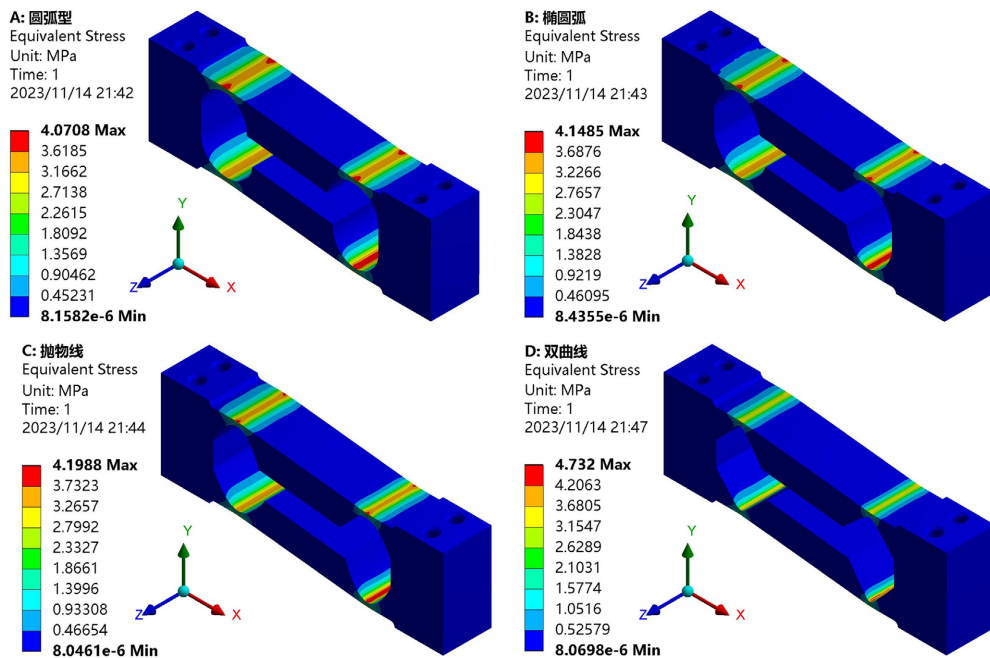 A: 圆弧型
Equivalent Stress
Unit: MPa
Time: 1
2023/11/14 21:42
4.0708 Max
3.6185
3.1662
2.7138
2.2615
1.8092
1.3569
0.90462
0.45231
8.1582e-6 Min
Y
Z
X
B: 椭圆弧
Equivalent Stress
Unit: MPa
Time: 1
2023/11/14 21:43
4.1485 Max
3.6876
3.2266
2.7657
2.3047
1.8438
1.3828
0.9219
0.46095
8.4355e-6 Min
Y
Z
X
C: 抛物线
Equivalent Stress
Unit: MPa
Time: 1
2023/11/14 21:44
4.1988 Max
3.7323
3.2657
2.7992
2.3327
1.8661
1.3996
0.93308
0.46654
8.0461e-6 Min
Y
Z
X
D: 双曲线
Equivalent Stress
Unit: MPa
Time: 1
2023/11/14 21:47
4.732 Max
4.2063
3.6805
3.1547
2.6289
2.1031
1.5774
1.0516
0.52579
8.0698e-6 Min
Y
Z
X